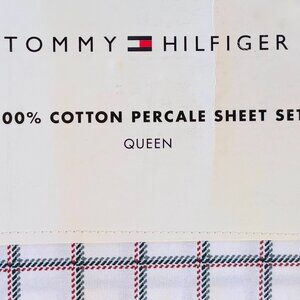 TOMMY HILFIGER
00% COTTON PERCALE SHEET SET
QUEEN